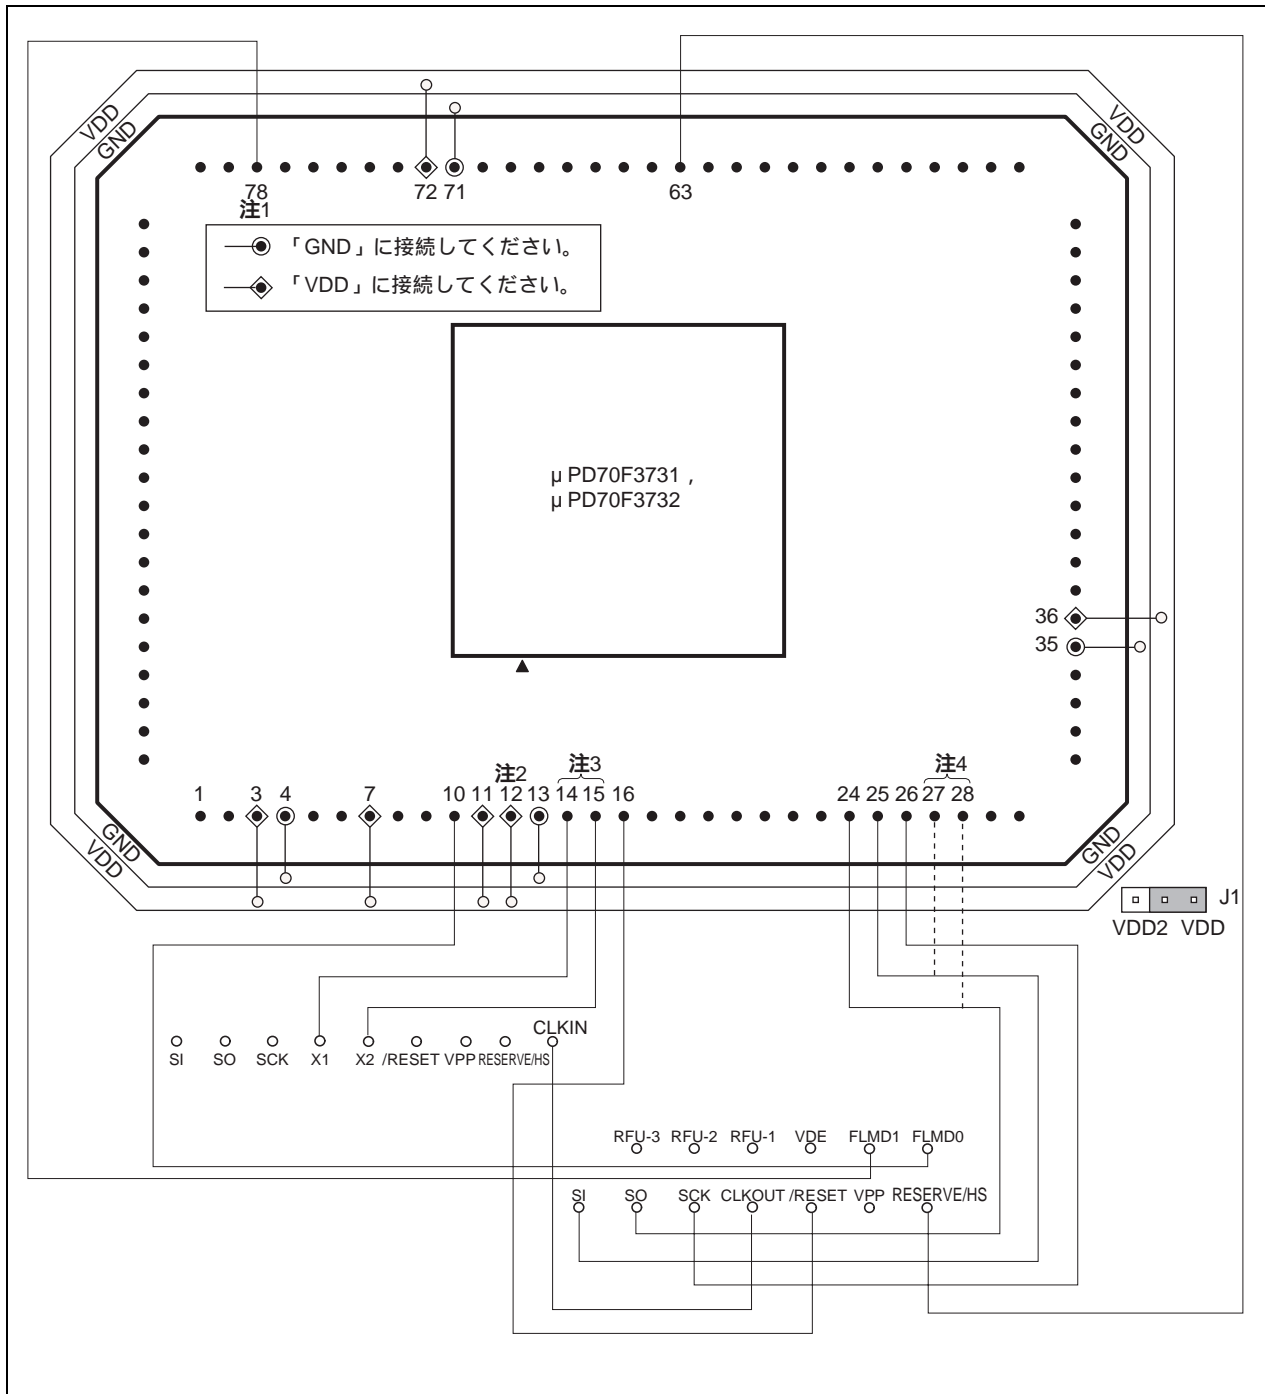 VDD
GND
VDD
GND
78 72 71 63
注1
「GND」に接続してください。
「VDD」に接続してください。
μPD70F3731,
μPD70F3732
36
35
注2 注3 注4
1 3 4 7 10 11 12 13 14 15 16 24 25 26 27 28
GND
VDD
GND
VDD
J1
VDD2 VDD
CLKIN
SI SO SCK X1 X2 /RESET VPP RESERVE/HS
RFU-3 RFU-2 RFU-1 VDE FLMD1 FLMD0
SI SO SCK CLKOUT /RESET VPP RESERVE/HS